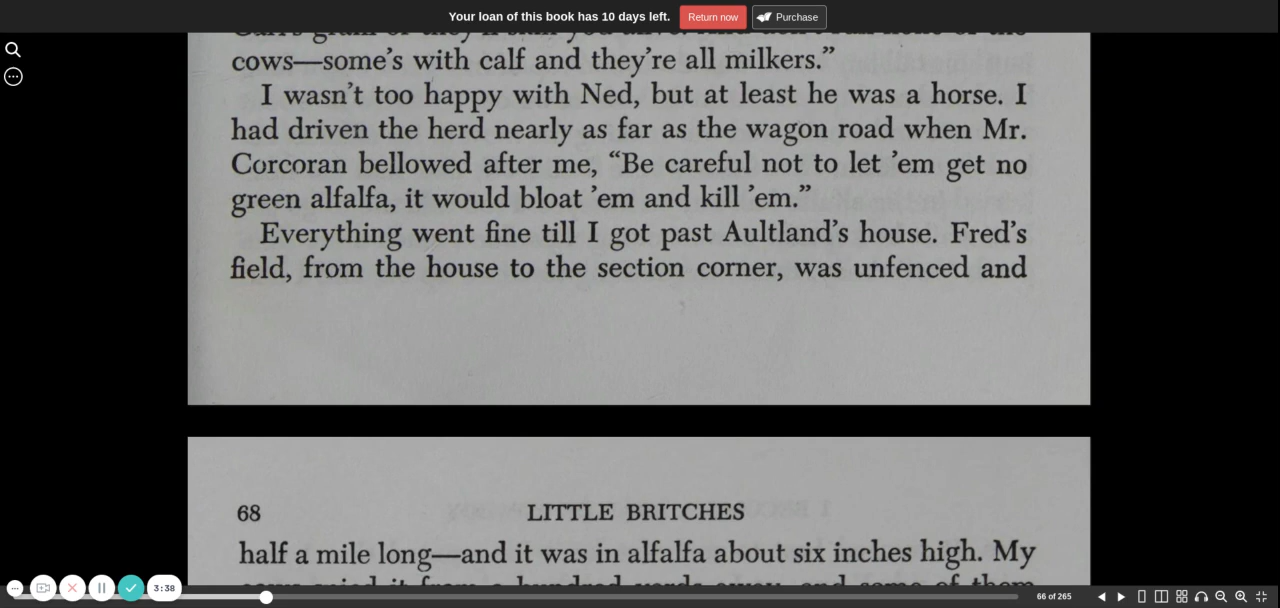 Your loan of this book has 10 days left. Return now Purchase
cows—some's with calf and they're all milkers."
I wasn't too happy with Ned, but at least he was a horse. I
had driven the herd nearly as far as the wagon road when Mr.
Corcoran bellowed after me, “Be careful not to let ’em get no
green alfalfa, it would bloat ’em and kill ’em.”
Everything went fine till I got past Aultland’s house. Fred’s
field, from the house to the section corner, was unfenced and
68 LITTLE BRITCHES
half a mile long—and it was in alfalfa about six inches high. My
3:38
66 of 265